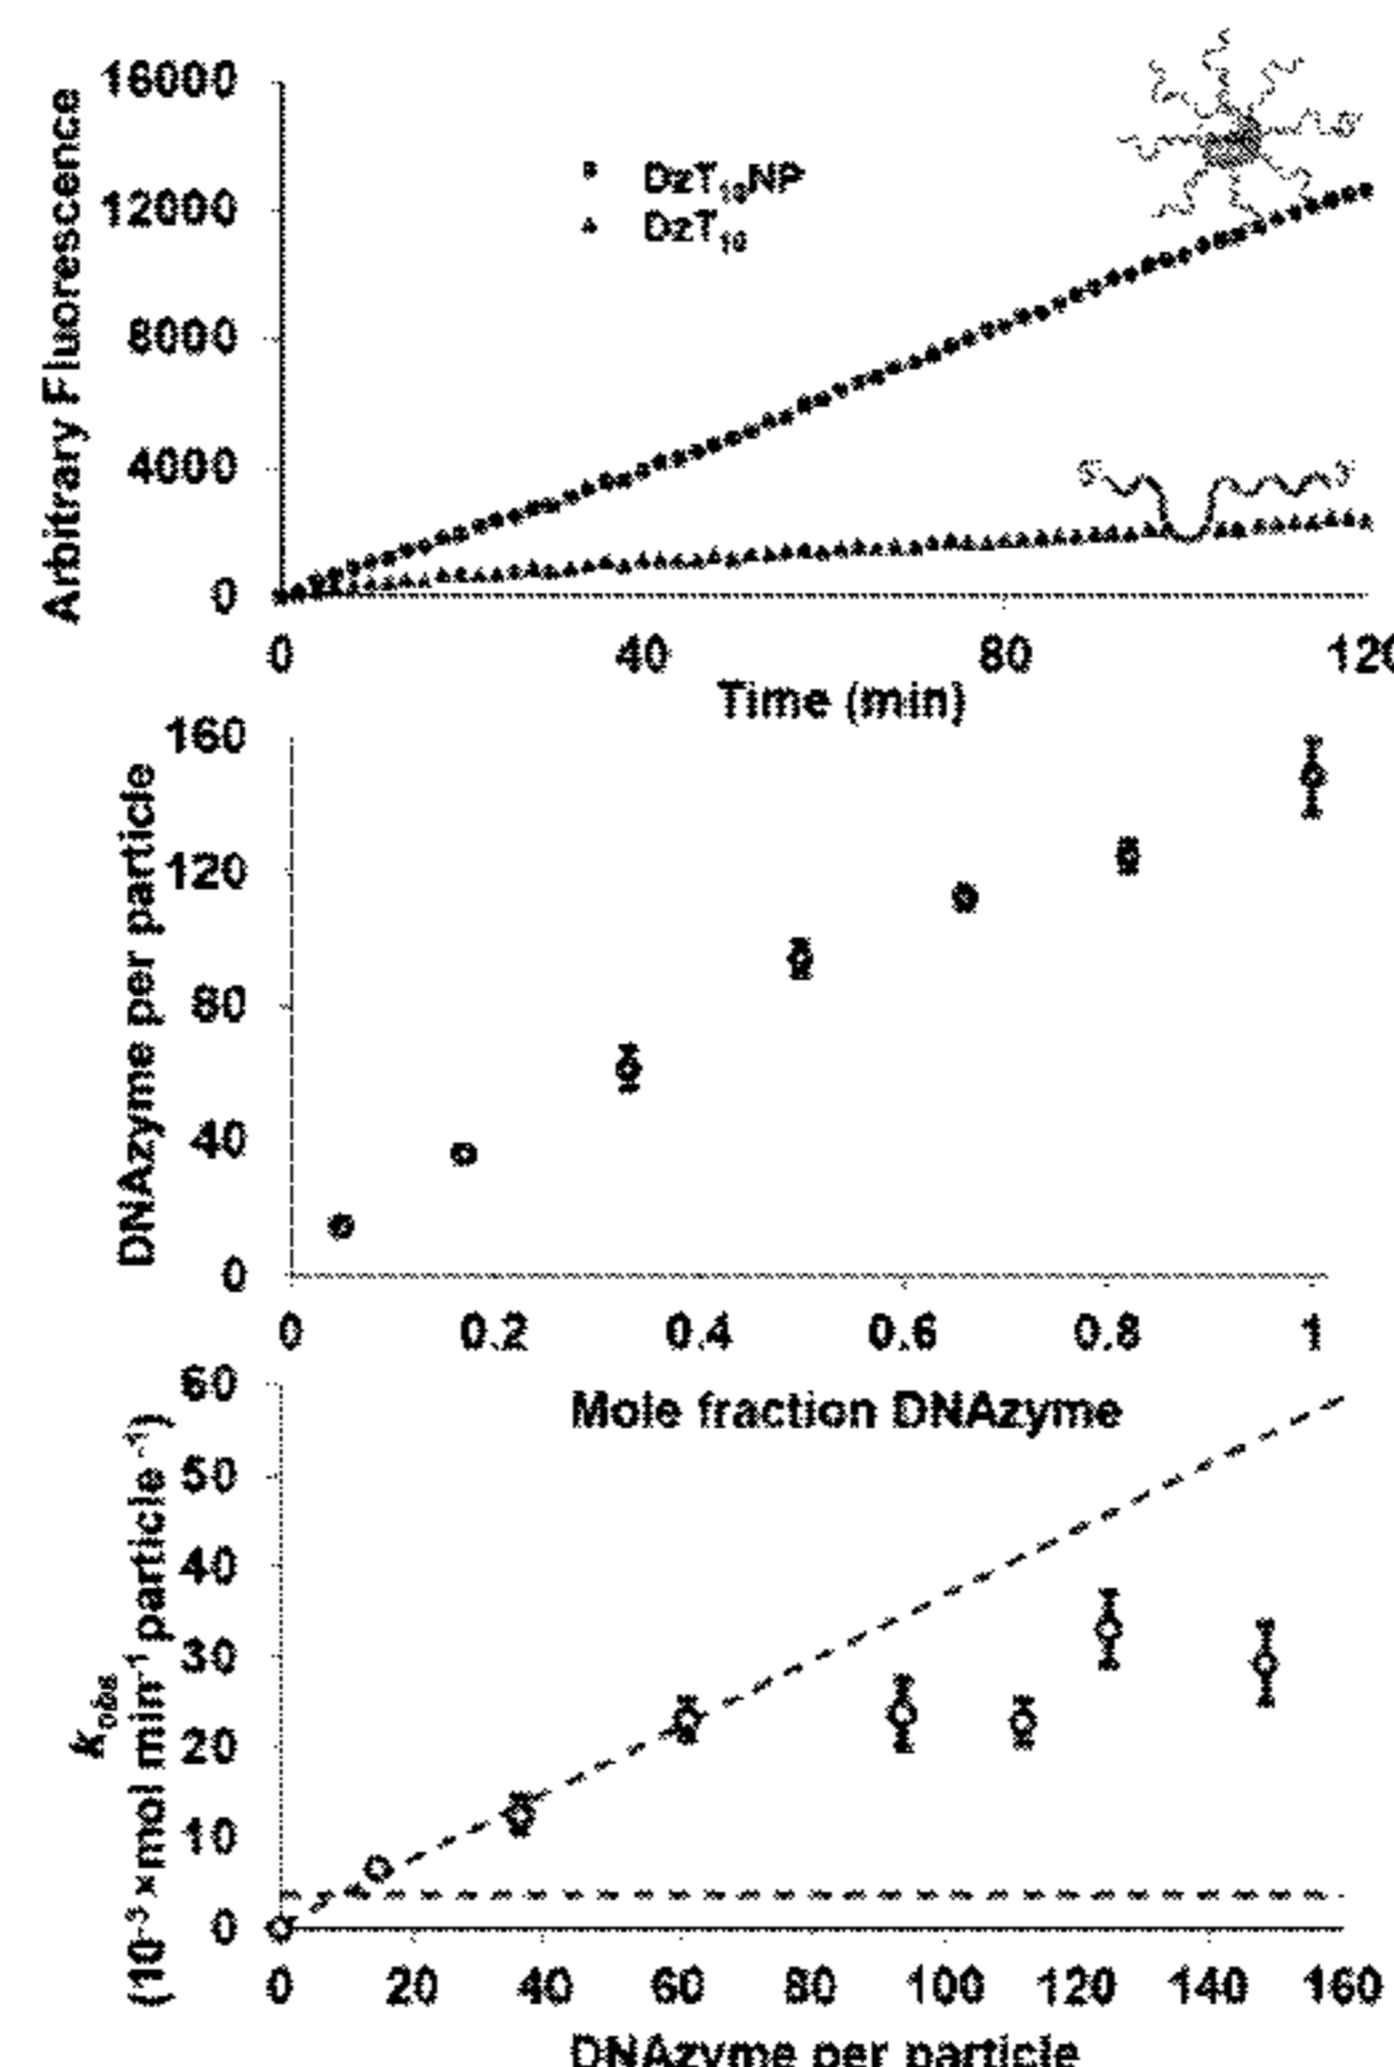 16000
12000
8000
4000
0
Arbitrary Fluorescence
DzT10NP
DzT10
5'
5'
3'
0 40 80 120
Time (min)
160
120
80
40
0
DNAzyme per particle
0 0.2 0.4 0.6 0.8 1
Mole fraction DNAzyme
60
50
40
30
20
10
0
kobs
(10⁻³ ×mol min⁻¹ particle⁻¹)
0 20 40 60 80 100 120 140 160
DNAzyme per particle